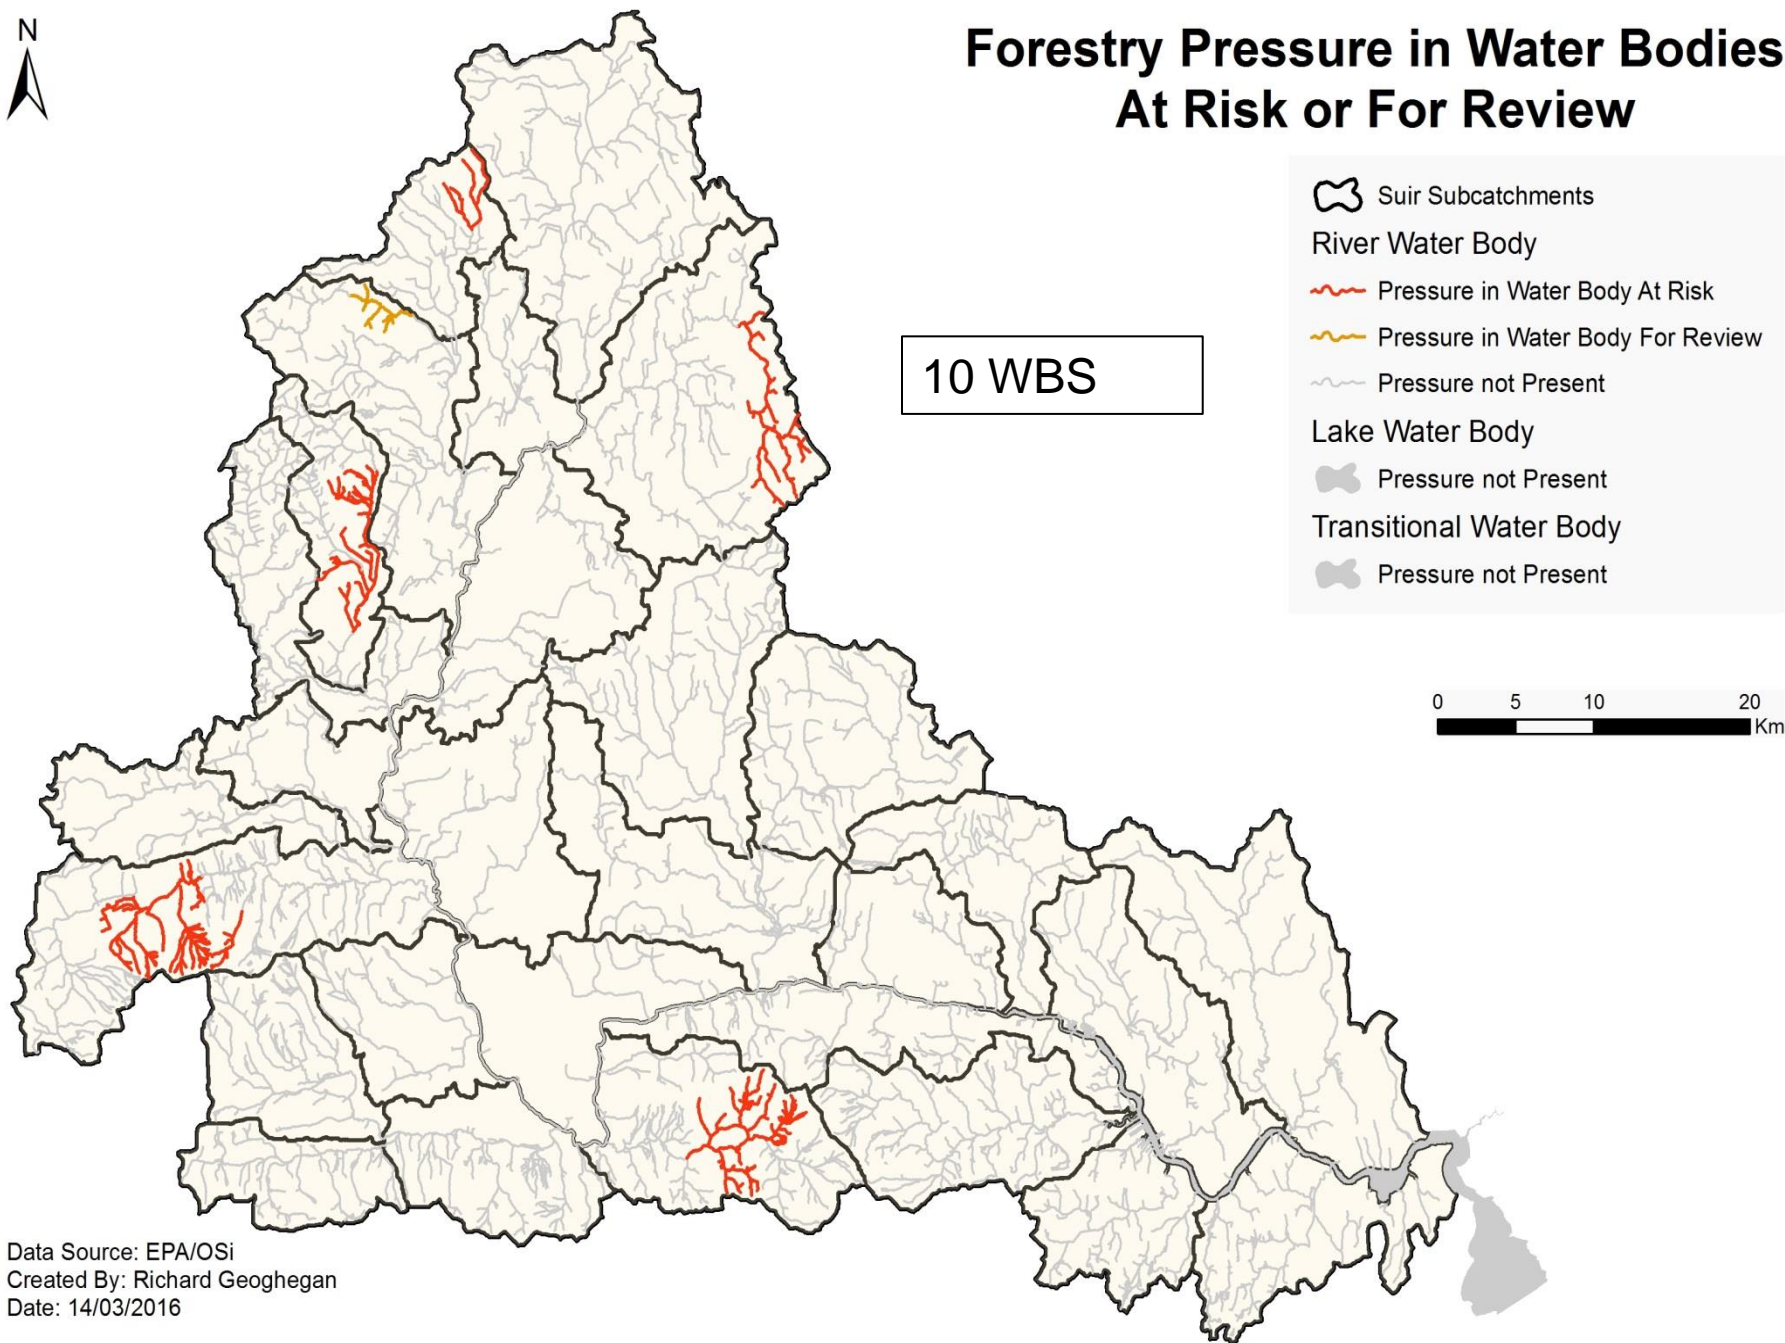 N
Forestry Pressure in Water Bodies
At Risk or For Review
Suir Subcatchments
River Water Body
Pressure in Water Body At Risk
Pressure in Water Body For Review
Pressure not Present
Lake Water Body
Pressure not Present
Transitional Water Body
Pressure not Present
10 WBS
0 5 10 20
Km
Data Source: EPA/OSi
Created By: Richard Geoghegan
Date: 14/03/2016